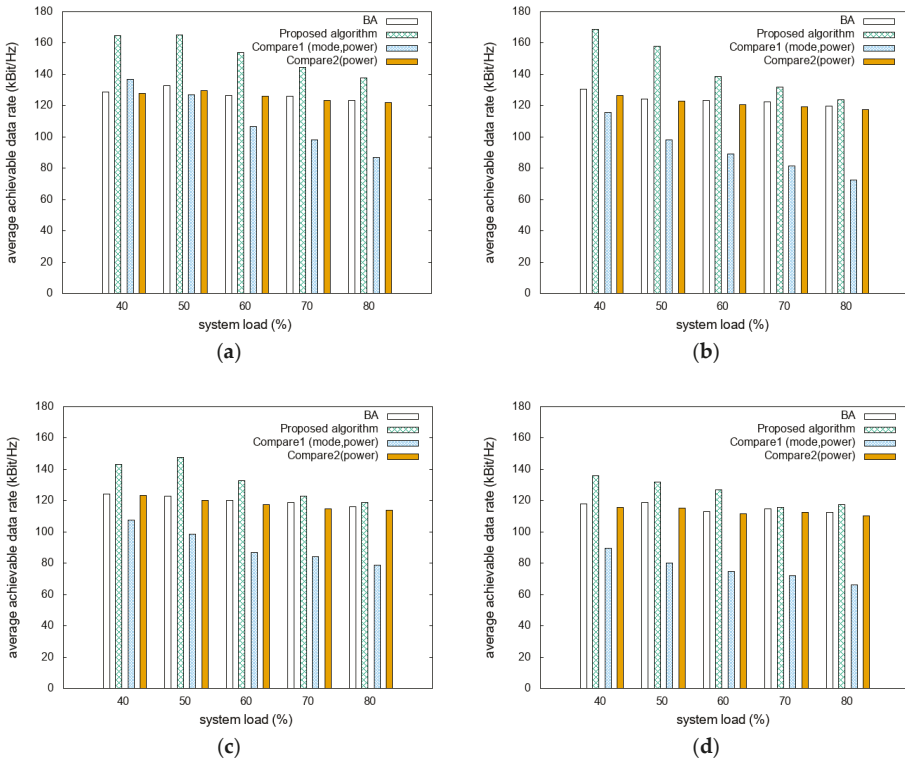 180
160
140
120
100
80
60
40
20
0
average achievable data rate (kBit/Hz)
BA
Proposed algorithm
Compare1 (mode,power)
Compare2(power)
40 50 60 70 80
system load (%)
(a)
180
160
140
120
100
80
60
40
20
0
average achievable data rate (kBit/Hz)
BA
Proposed algorithm
Compare1 (mode,power)
Compare2(power)
40 50 60 70 80
system load (%)
(b)
180
160
140
120
100
80
60
40
20
0
average achievable data rate (kBit/Hz)
BA
Proposed algorithm
Compare1 (mode,power)
Compare2(power)
40 50 60 70 80
system load (%)
(c)
180
160
140
120
100
80
60
40
20
0
average achievable data rate (kBit/Hz)
BA
Proposed algorithm
Compare1 (mode,power)
Compare2(power)
40 50 60 70 80
system load (%)
(d)